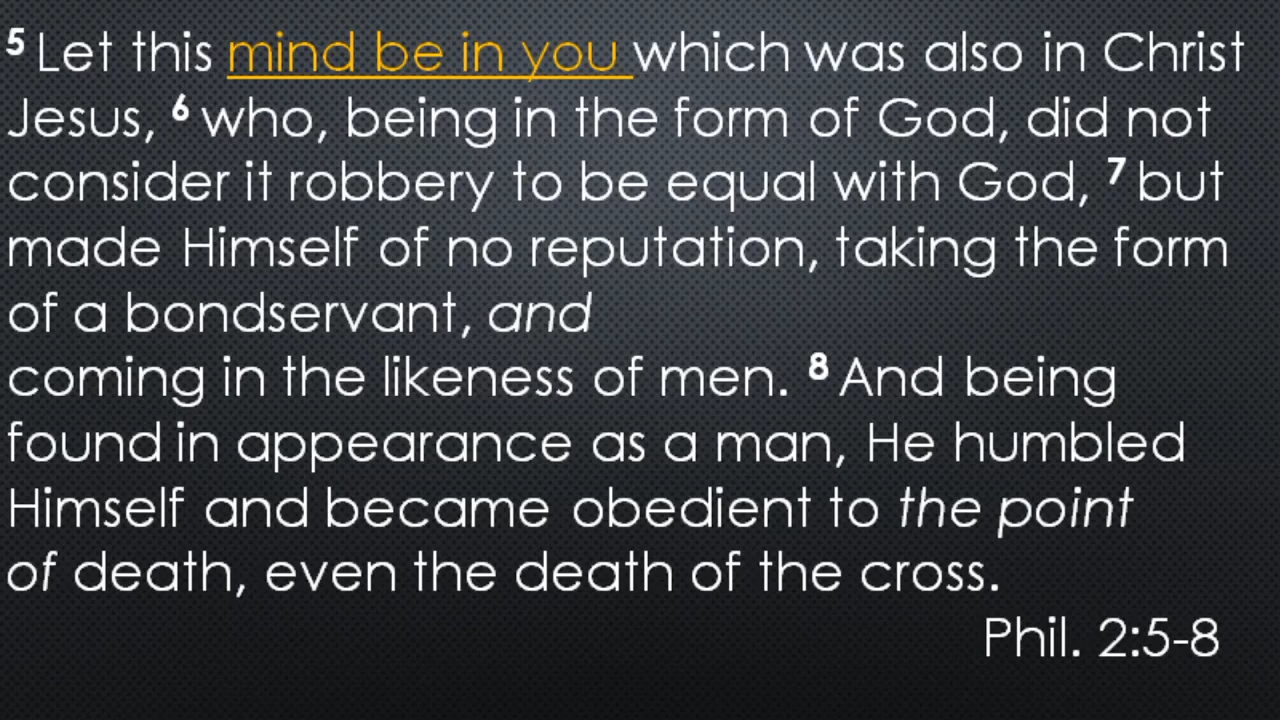 5 Let this mind be in you which was also in Christ
Jesus, 6 who, being in the form of God, did not
consider it robbery to be equal with God, 7 but
made Himself of no reputation, taking the form
of a bondservant, and
coming in the likeness of men. 8 And being
found in appearance as a man, He humbled
Himself and became obedient to the point
of death, even the death of the cross.
Phil. 2:5-8